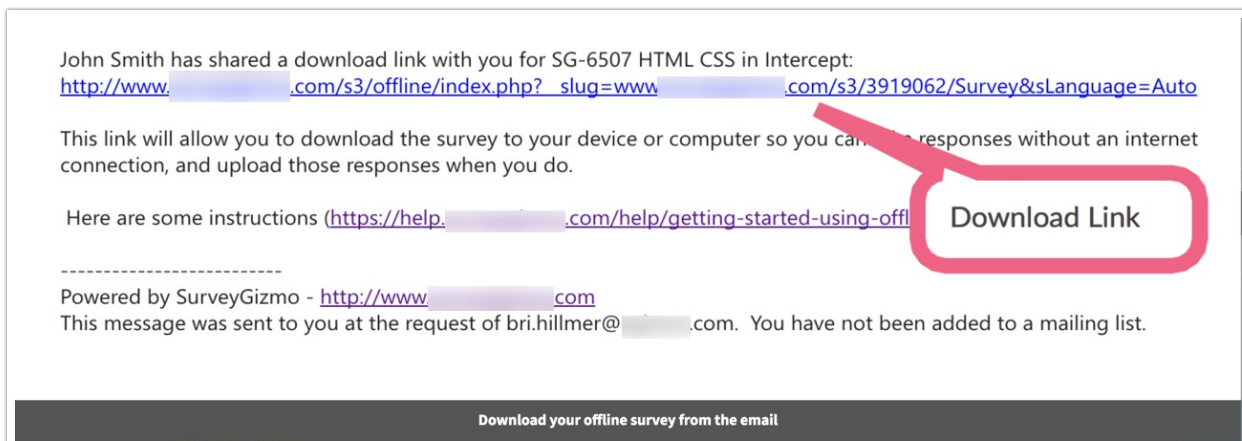 John Smith has shared a download link with you for SG-6507 HTML CSS in Intercept:
http://www. .com/s3/offline/index.php?__slug=www .com/s3/3919062/Survey&sLanguage=Auto
This link will allow you to download the survey to your device or computer so you can responses without an internet
connection, and upload those responses when you do.
Here are some instructions (https://help. .com/help/getting-started-using-offl
Download Link
--------------------------
Powered by SurveyGizmo - http://www. com
This message was sent to you at the request of bri.hillmer@ .com. You have not been added to a mailing list.
Download your offline survey from the email